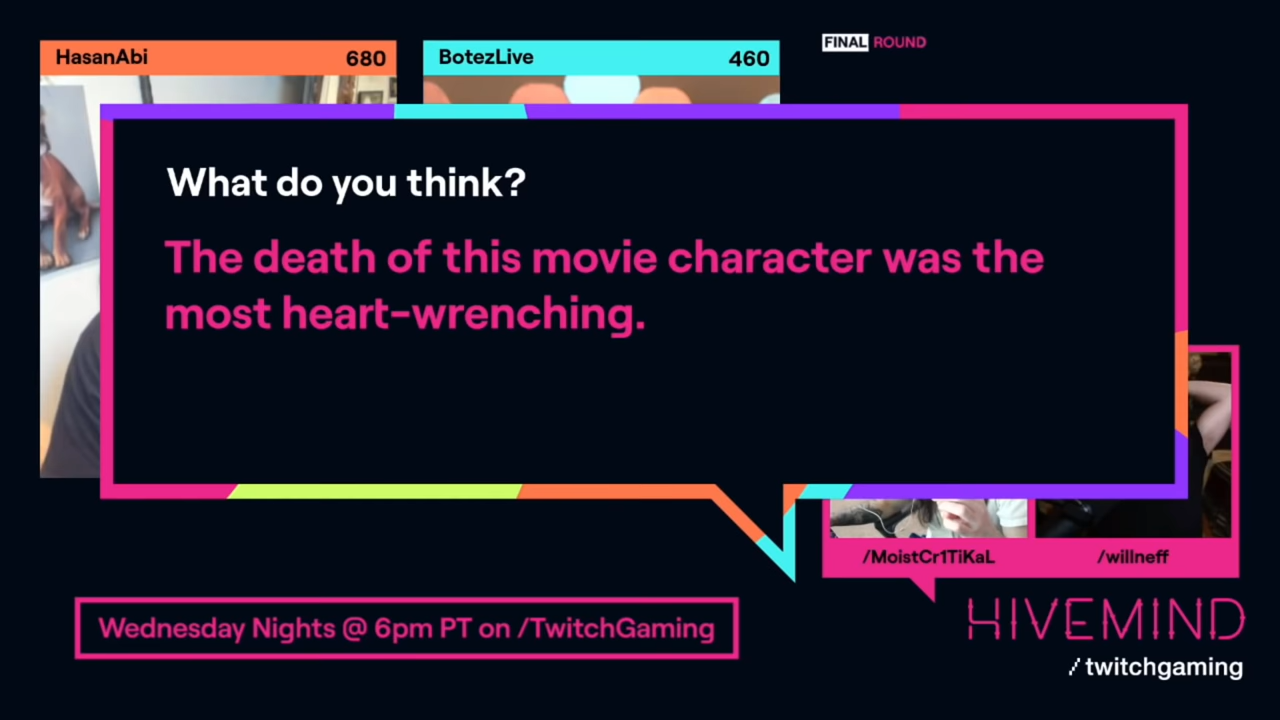 HasanAbi 680
BotezLive 460
FINAL ROUND
What do you think?
The death of this movie character was the
most heart-wrenching.
/MoistCr1TiKaL
/willneff
Wednesday Nights @ 6pm PT on /TwitchGaming
HIVEMIND
/twitchgaming